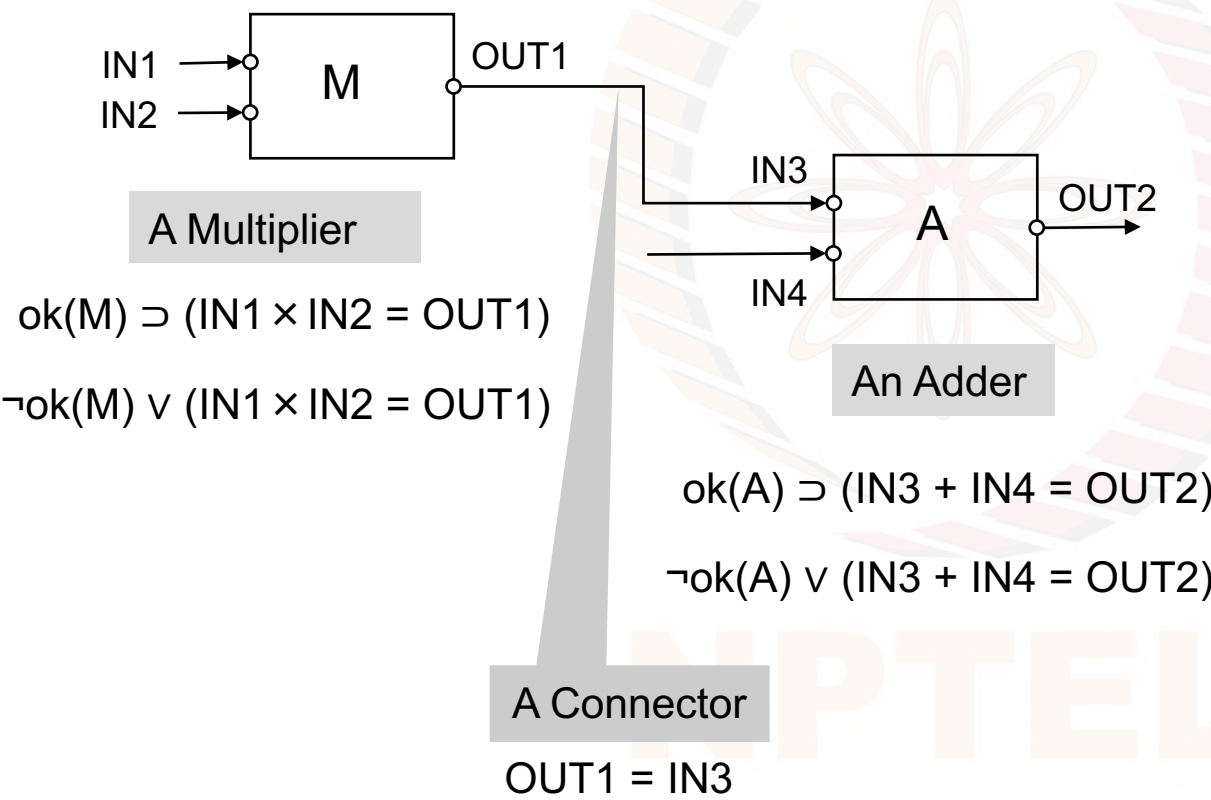 IN1
IN2
M
OUT1
A Multiplier
ok(M) ⊃ (IN1 × IN2 = OUT1)
¬ok(M) ∨ (IN1 × IN2 = OUT1)
IN3
IN4
A
OUT2
An Adder
ok(A) ⊃ (IN3 + IN4 = OUT2)
¬ok(A) ∨ (IN3 + IN4 = OUT2)
A Connector
OUT1 = IN3
NPTEL